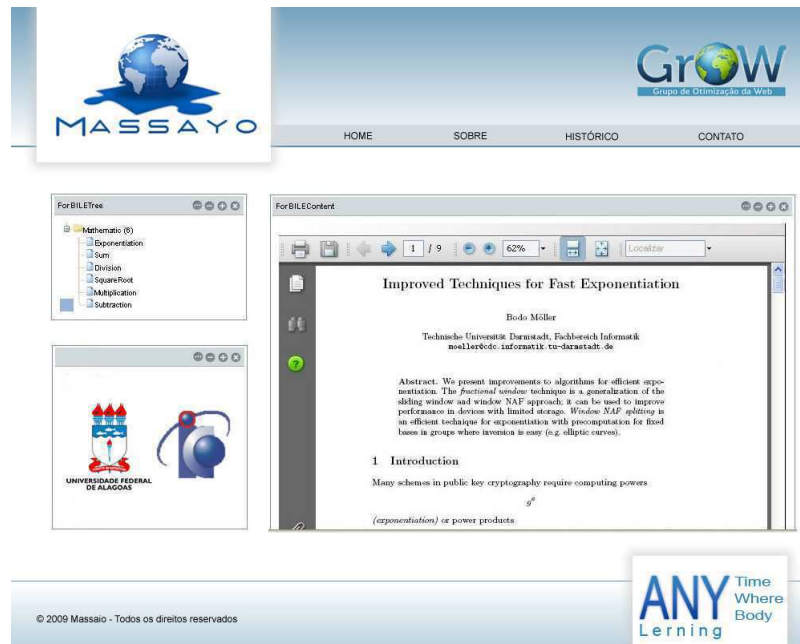 MASSAYO
GrOW
Grupo de Otimização da Web
HOME SOBRE HISTÓRICO CONTATO
ForBILETree
Mathematic (6)
Exponentiation
Sum
Division
SquareRoot
Multiplication
Subtraction
UNIVERSIDADE FEDERAL
DE ALAGOAS
ForBILEContent
1 / 9 62% Localizar
Improved Techniques for Fast Exponentiation
Bodo Möller
Technische Universität Darmstadt, Fachbereich Informatik
moeller@cdc.informatik.tu-darmstadt.de
Abstract. We present improvements to algorithms for efficient expo-
nentiation. The fractional window technique is a generalization of the
sliding window and window NAF approach; it can be used to improve
performance in devices with limited storage. Window NAF splitting is
an efficient technique for exponentiation with precomputation for fixed
bases in groups where inversion is easy (e.g. elliptic curves).
1 Introduction
Many schemes in public key cryptography require computing powers
g^e
(exponentiation) or power products
© 2009 Massaio - Todos os direitos reservados
ANY Time
Where
Body
Lerning